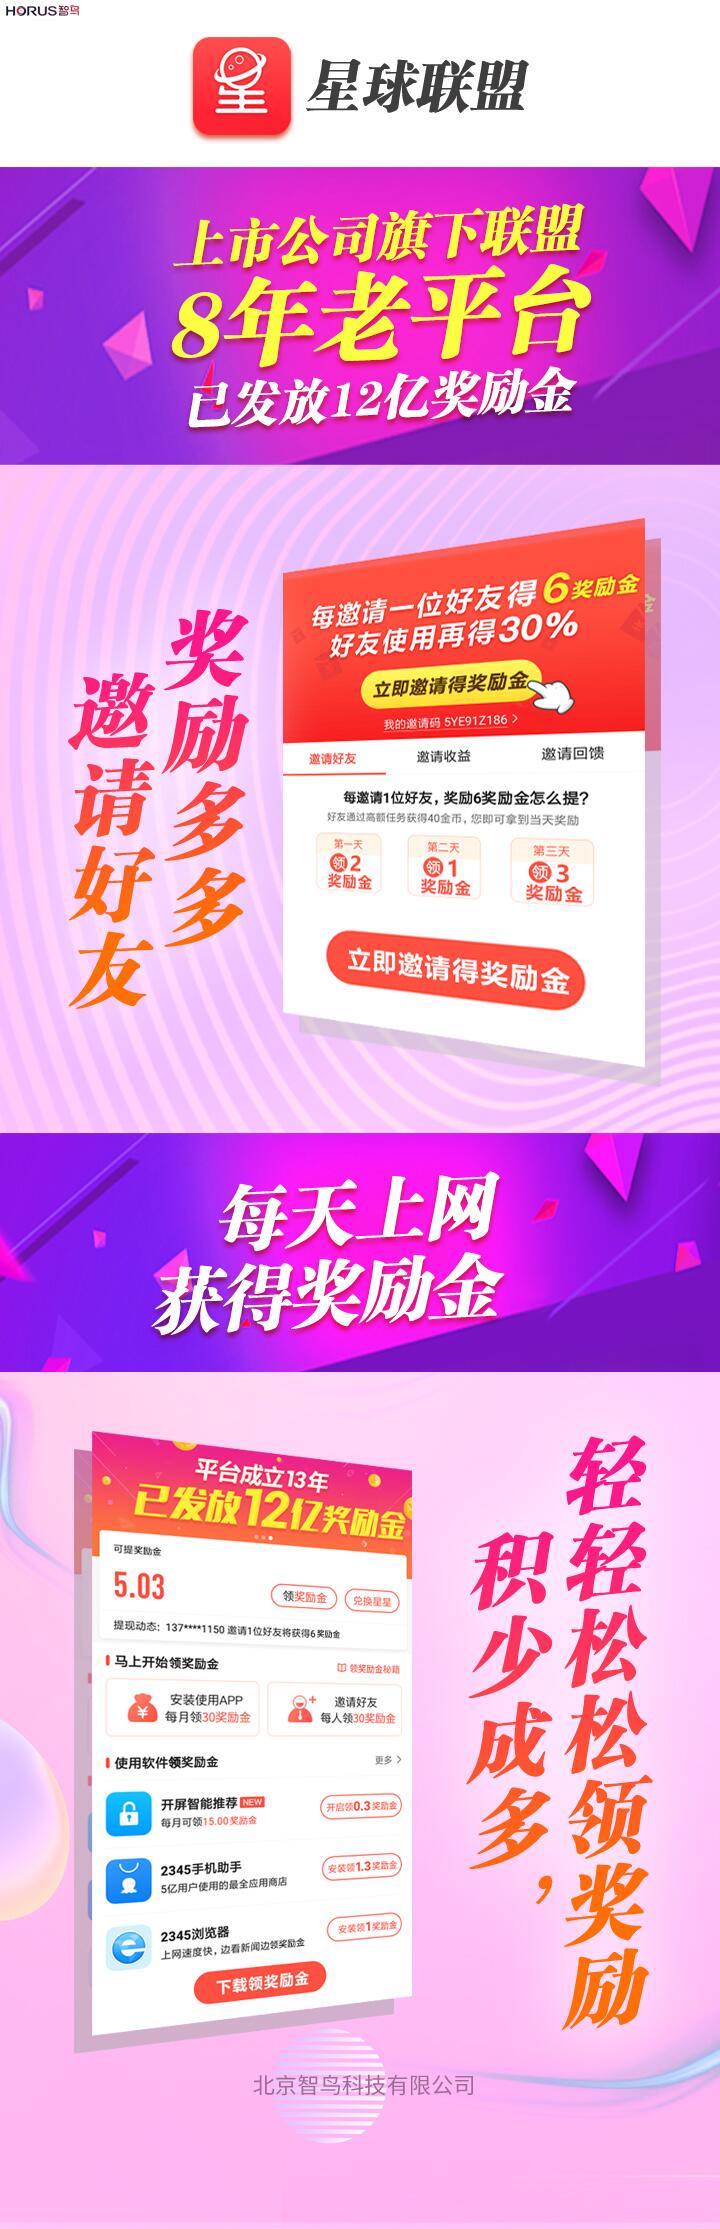 HORUS智鸟
星
星球联盟
上市公司旗下联盟
8年老平台
已发放12亿奖励金
奖励多多
邀请好友
每邀请一位好友得6奖励金
好友使用再得30%
立即邀请得奖励金
我的邀请码 5YE91Z186 >
邀请好友 邀请收益 邀请回馈
每邀请1位好友，奖励6奖励金怎么提？
好友通过高额任务获得40金币，您即可拿到当天奖励
第一天 第二天 第三天
领2 领1 领3
奖励金 奖励金 奖励金
立即邀请得奖励金
每天上网
获得奖励金
轻轻松松领奖励
积少成多，
平台成立13年
已发放12亿奖励金
可提奖励金
5.03
领奖励金 兑换星星
提现动态：137****1150 邀请1位好友将获得6奖励金
马上开始领奖励金 领奖励金秘籍
安装使用APP
每月领30奖励金
邀请好友
每人领30奖励金
使用软件领奖励金 更多 >
开屏智能推荐 NEW
每月可领15.00奖励金
开启领0.3奖励金
2345手机助手
5亿用户使用的最全应用商店
安装领1.3奖励金
2345浏览器
上网速度快，边看新闻边领奖励金
安装领1奖励金
下载领奖励金
北京智鸟科技有限公司